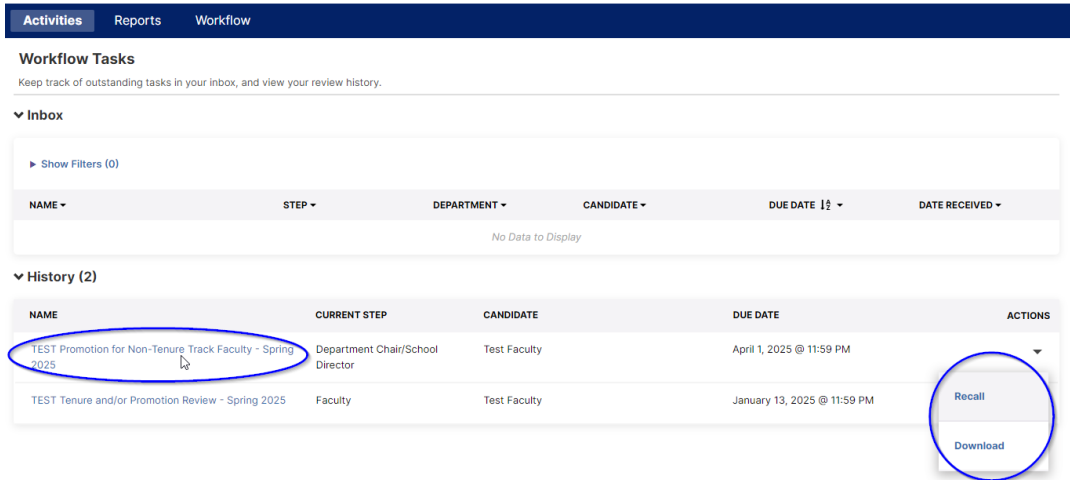 Activities Reports Workflow
Workflow Tasks
Keep track of outstanding tasks in your inbox, and view your review history.
Inbox
Show Filters (0)
NAME STEP DEPARTMENT CANDIDATE DUE DATE DATE RECEIVED
No Data to Display
History (2)
NAME CURRENT STEP CANDIDATE DUE DATE ACTIONS
TEST Promotion for Non-Tenure Track Faculty - Spring Department Chair/School Test Faculty April 1, 2025 @ 11:59 PM
2025 Director
TEST Tenure and/or Promotion Review - Spring 2025 Faculty Test Faculty January 13, 2025 @ 11:59 PM
Recall
Download